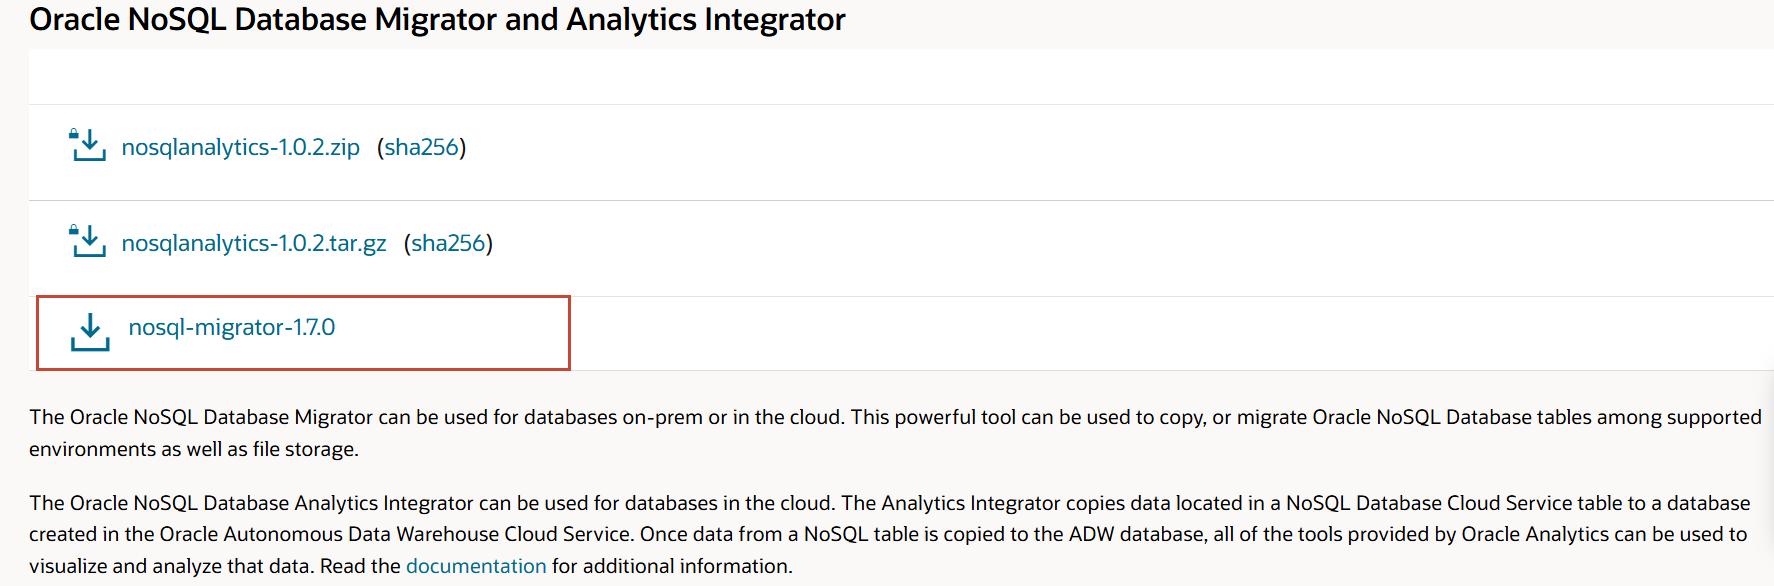 Oracle NoSQL Database Migrator and Analytics Integrator
nosqlanalytics-1.0.2.zip (sha256)
nosqlanalytics-1.0.2.tar.gz (sha256)
nosql-migrator-1.7.0
The Oracle NoSQL Database Migrator can be used for databases on-prem or in the cloud. This powerful tool can be used to copy, or migrate Oracle NoSQL Database tables among supported
environments as well as file storage.
The Oracle NoSQL Database Analytics Integrator can be used for databases in the cloud. The Analytics Integrator copies data located in a NoSQL Database Cloud Service table to a database
created in the Oracle Autonomous Data Warehouse Cloud Service. Once data from a NoSQL table is copied to the ADW database, all of the tools provided by Oracle Analytics can be used to
visualize and analyze that data. Read the documentation for additional information.